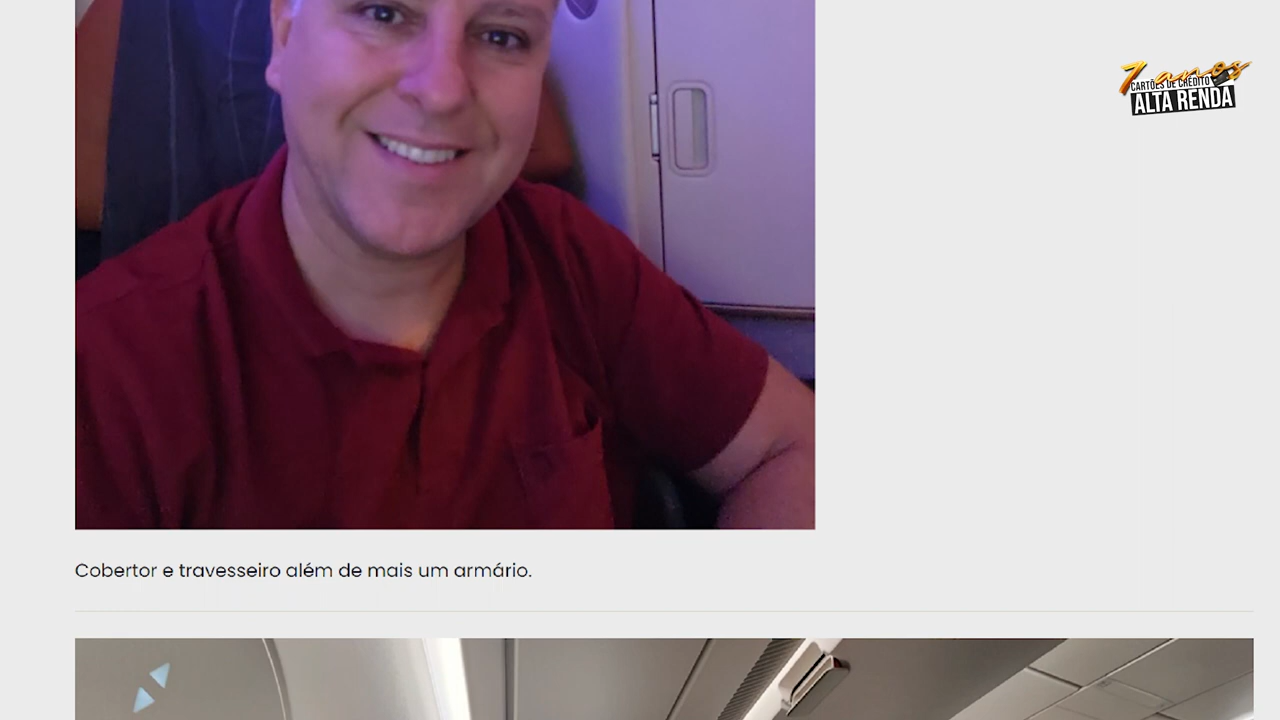 7 anos
CARTÕES DE CRÉDITO
ALTA RENDA
Cobertor e travesseiro além de mais um armário.